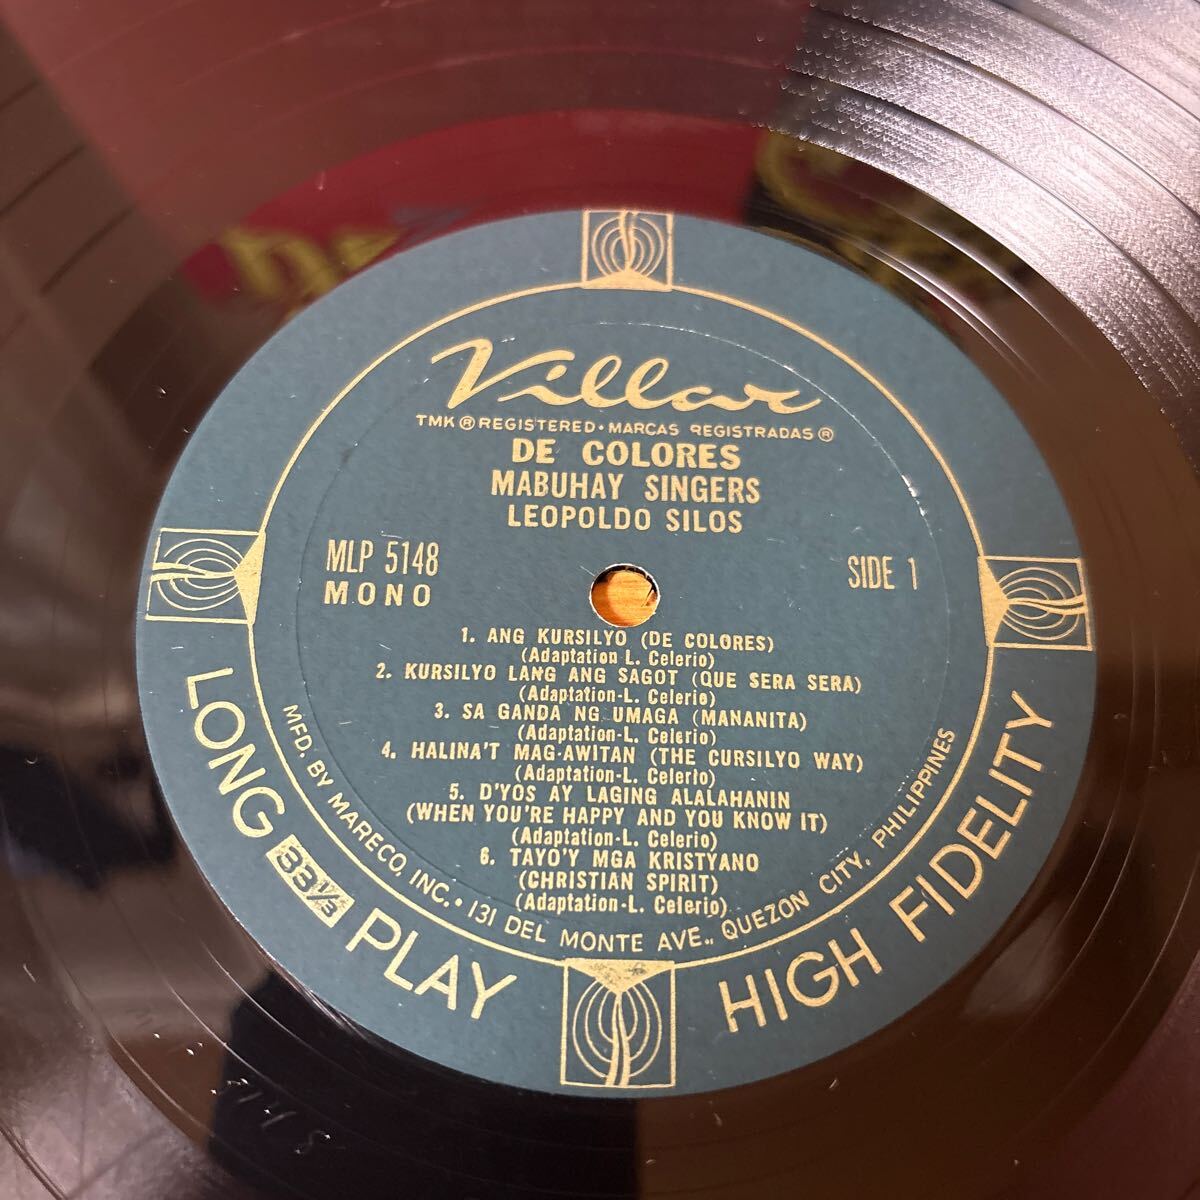 Villar
TMK ® REGISTERED • MARCAS REGISTRADAS ®
DE COLORES
MABUHAY SINGERS
LEOPOLDO SILOS
MLP 5148
MONO
SIDE 1
1. ANG KURSILYO (DE COLORES)
(Adaptation L. Celerio)
2. KURSILYO LANG ANG SAGOT (QUE SERA SERA)
(Adaptation-L. Celerio)
3. SA GANDA NG UMAGA (MANANITA)
(Adaptation-L. Celerio)
4. HALINA'T MAG-AWITAN (THE CURSILYO WAY)
(Adaptation-L. Celerio)
5. D'YOS AY LAGING ALALAHANIN
(WHEN YOU'RE HAPPY AND YOU KNOW IT)
(Adaptation-L. Celerio)
6. TAYO'Y MGA KRISTYANO
(CHRISTIAN SPIRIT)
(Adaptation-L. Celerio)
MFD. BY MARECO, INC. • 131 DEL MONTE AVE., QUEZON CITY, PHILIPPINES
LONG 33⅓ PLAY
HIGH FIDELITY